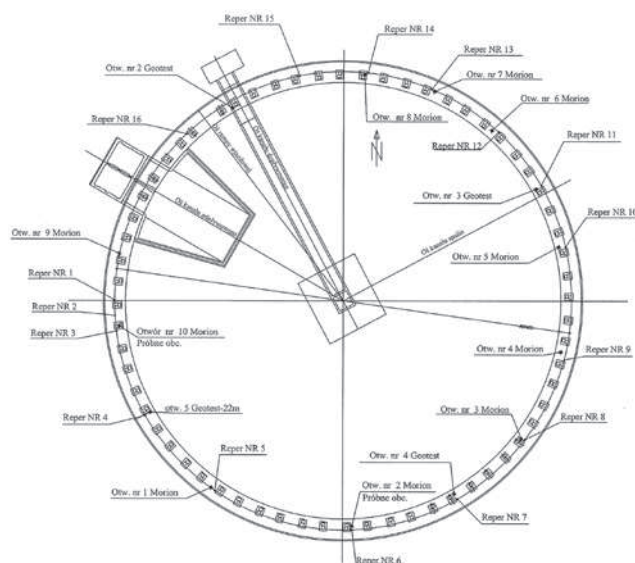 Reper NR 15
Reper NR 14
Reper NR 13
Otw. nr 2 Geotest
Otw. nr 7 Morion
Otw. nr 6 Morion
Otw. nr 8 Morion
Reper NR 16
Reper NR 12
Reper NR 11
N
Otw. nr 3 Geotest
Oś kanału spalin
Reper NR 10
Otw. nr 9 Morion
Otw. nr 5 Morion
Reper NR 1
Reper NR 2
Reper NR 3
Otwór nr 10 Morion
Próbne obc.
Otw. nr 4 Morion
Reper NR 9
otw. 5 Geotest-22m
Reper NR 4
Otw. nr 3 Morion
Reper NR 8
Reper NR 5
Otw. nr 4 Geotest
Otw. nr 1 Morion
Otw. nr 2 Morion
Próbne obc.
Reper NR 7
Reper NR 6